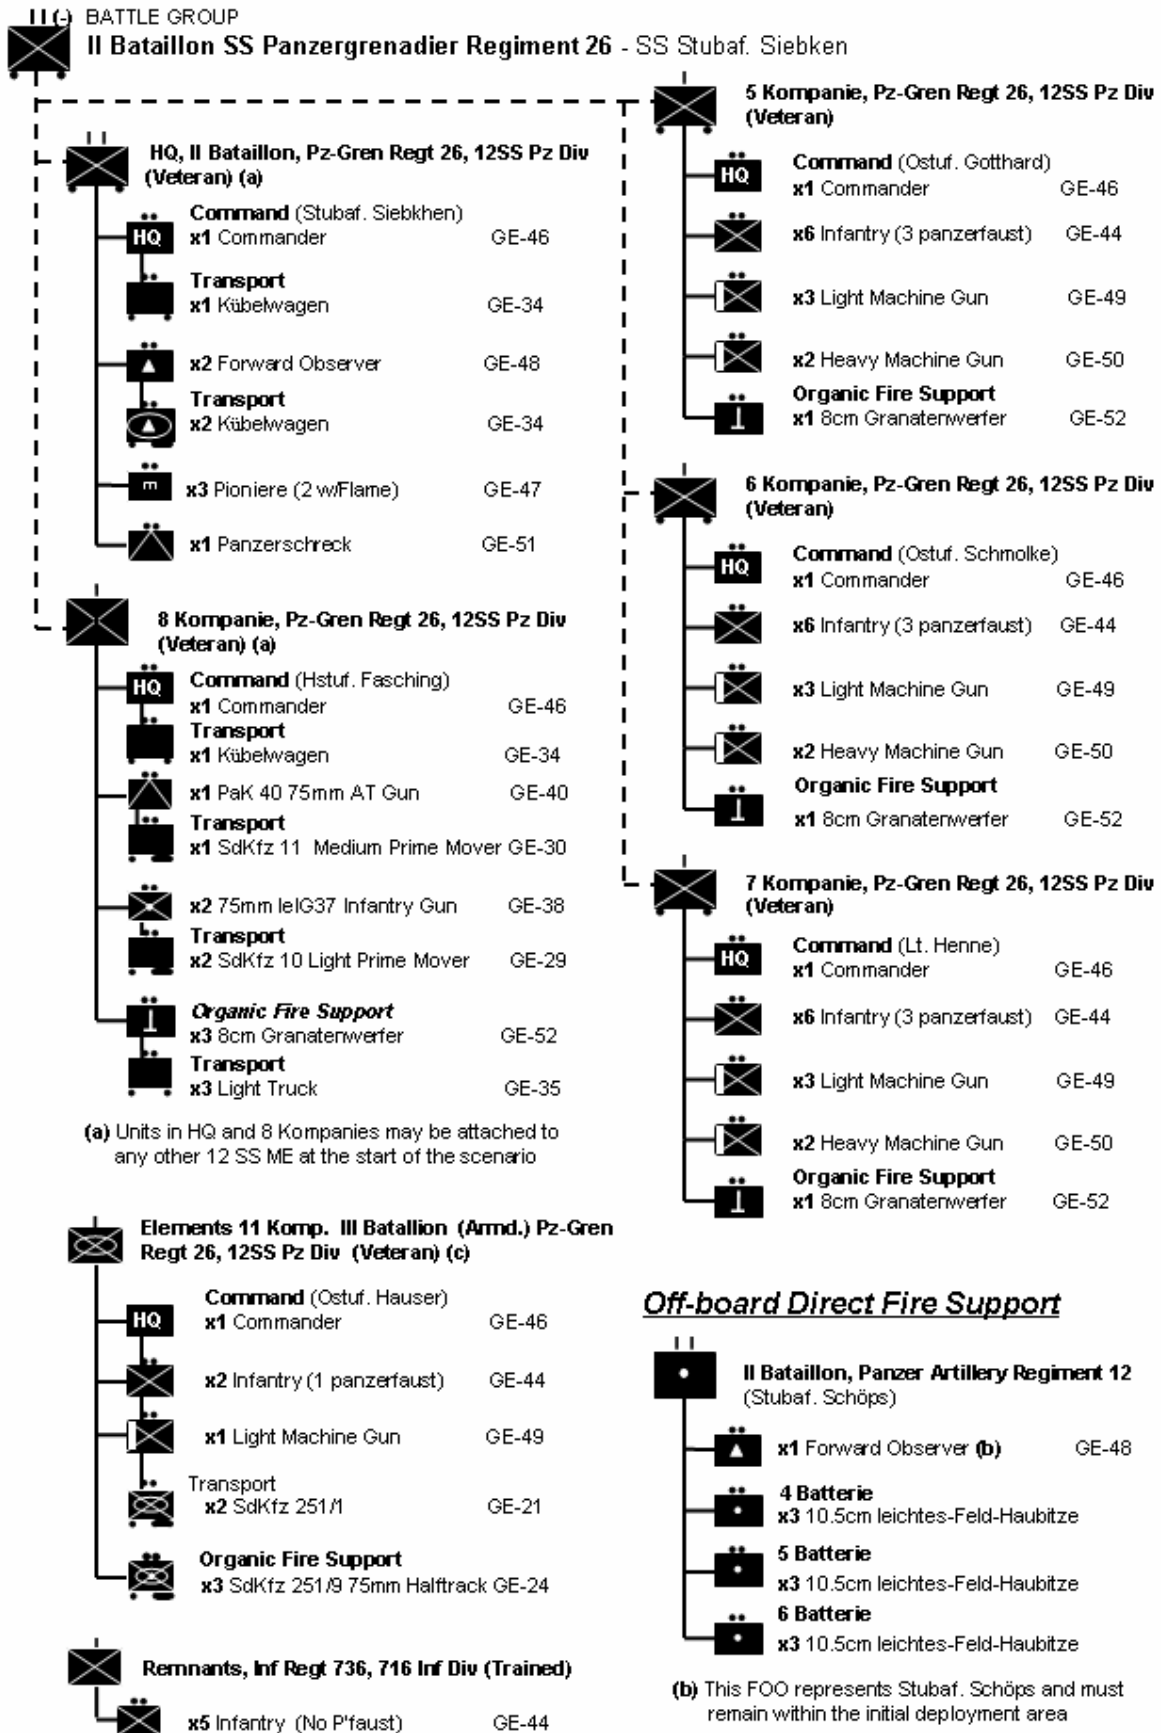 II (-) BATTLE GROUP
II Bataillon SS Panzergrenadier Regiment 26 - SS Stubaf. Siebken
HQ, II Bataillon, Pz-Gren Regt 26, 12SS Pz Div
(Veteran) (a)
Command (Stubaf. Siebkhen)
HQ x1 Commander GE-46
Transport
x1 Kübelwagen GE-34
x2 Forward Observer GE-48
Transport
x2 Kübelwagen GE-34
x3 Pioniere (2 w/Flame) GE-47
x1 Panzerschreck GE-51
8 Kompanie, Pz-Gren Regt 26, 12SS Pz Div
(Veteran) (a)
Command (Hstuf. Fasching)
HQ x1 Commander GE-46
Transport
x1 Kübelwagen GE-34
x1 PaK 40 75mm AT Gun GE-40
Transport
x1 SdKfz 11 Medium Prime Mover GE-30
x2 75mm leIG37 Infantry Gun GE-38
Transport
x2 SdKfz 10 Light Prime Mover GE-29
Organic Fire Support
x3 8cm Granatenwerfer GE-52
Transport
x3 Light Truck GE-35
(a) Units in HQ and 8 Kompanies may be attached to
any other 12 SS ME at the start of the scenario
Elements 11 Komp. III Batallion (Armd.) Pz-Gren
Regt 26, 12SS Pz Div (Veteran) (c)
Command (Ostuf. Hauser)
HQ x1 Commander GE-46
x2 Infantry (1 panzerfaust) GE-44
x1 Light Machine Gun GE-49
Transport
x2 SdKfz 251/1 GE-21
Organic Fire Support
x3 SdKfz 251/9 75mm Halftrack GE-24
Remnants, Inf Regt 736, 716 Inf Div (Trained)
x5 Infantry (No P'faust) GE-44
5 Kompanie, Pz-Gren Regt 26, 12SS Pz Div
(Veteran)
Command (Ostuf. Gotthard)
HQ x1 Commander GE-46
x6 Infantry (3 panzerfaust) GE-44
x3 Light Machine Gun GE-49
x2 Heavy Machine Gun GE-50
Organic Fire Support
x1 8cm Granatenwerfer GE-52
6 Kompanie, Pz-Gren Regt 26, 12SS Pz Div
(Veteran)
Command (Ostuf. Schmolke)
HQ x1 Commander GE-46
x6 Infantry (3 panzerfaust) GE-44
x3 Light Machine Gun GE-49
x2 Heavy Machine Gun GE-50
Organic Fire Support
x1 8cm Granatenwerfer GE-52
7 Kompanie, Pz-Gren Regt 26, 12SS Pz Div
(Veteran)
Command (Lt. Henne)
HQ x1 Commander GE-46
x6 Infantry (3 panzerfaust) GE-44
x3 Light Machine Gun GE-49
x2 Heavy Machine Gun GE-50
Organic Fire Support
x1 8cm Granatenwerfer GE-52
Off-board Direct Fire Support
II Bataillon, Panzer Artillery Regiment 12
(Stubaf. Schöps)
x1 Forward Observer (b) GE-48
4 Batterie
x3 10.5cm leichtes-Feld-Haubitze
5 Batterie
x3 10.5cm leichtes-Feld-Haubitze
6 Batterie
x3 10.5cm leichtes-Feld-Haubitze
(b) This FOO represents Stubaf. Schöps and must
remain within the initial deployment area